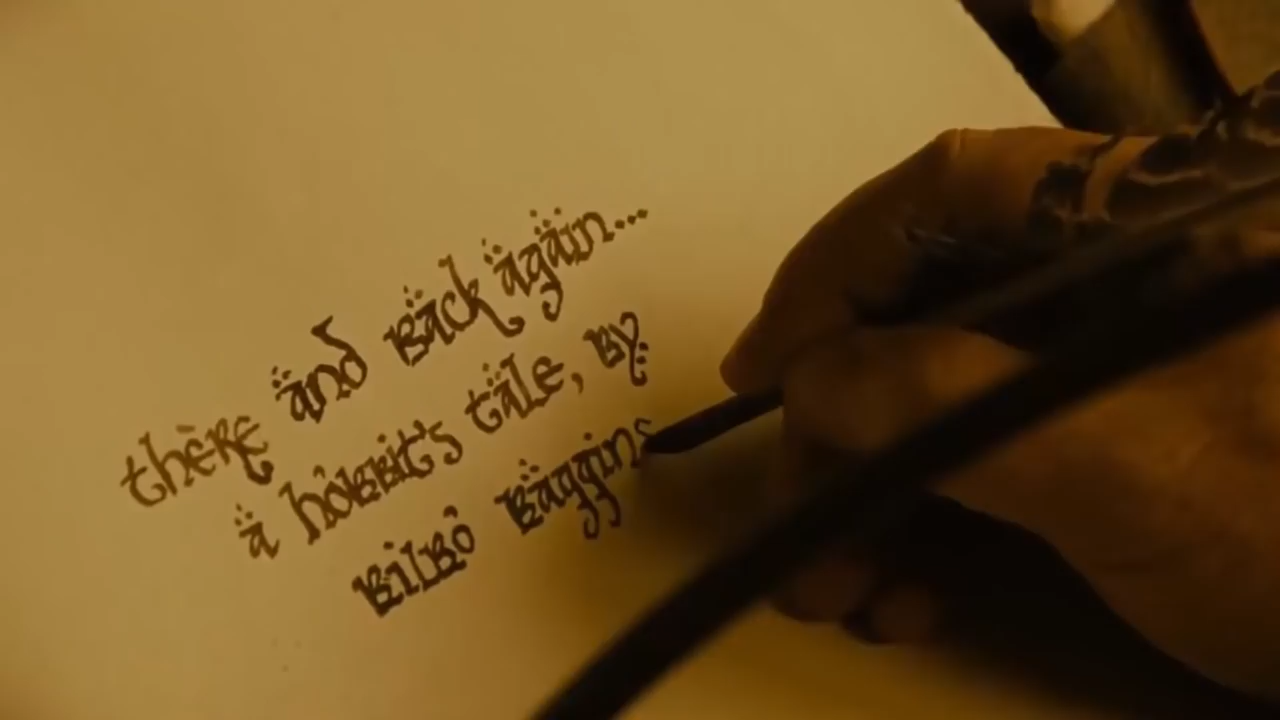 there and back again...
a hobbit's tale, by
bilbo baggins